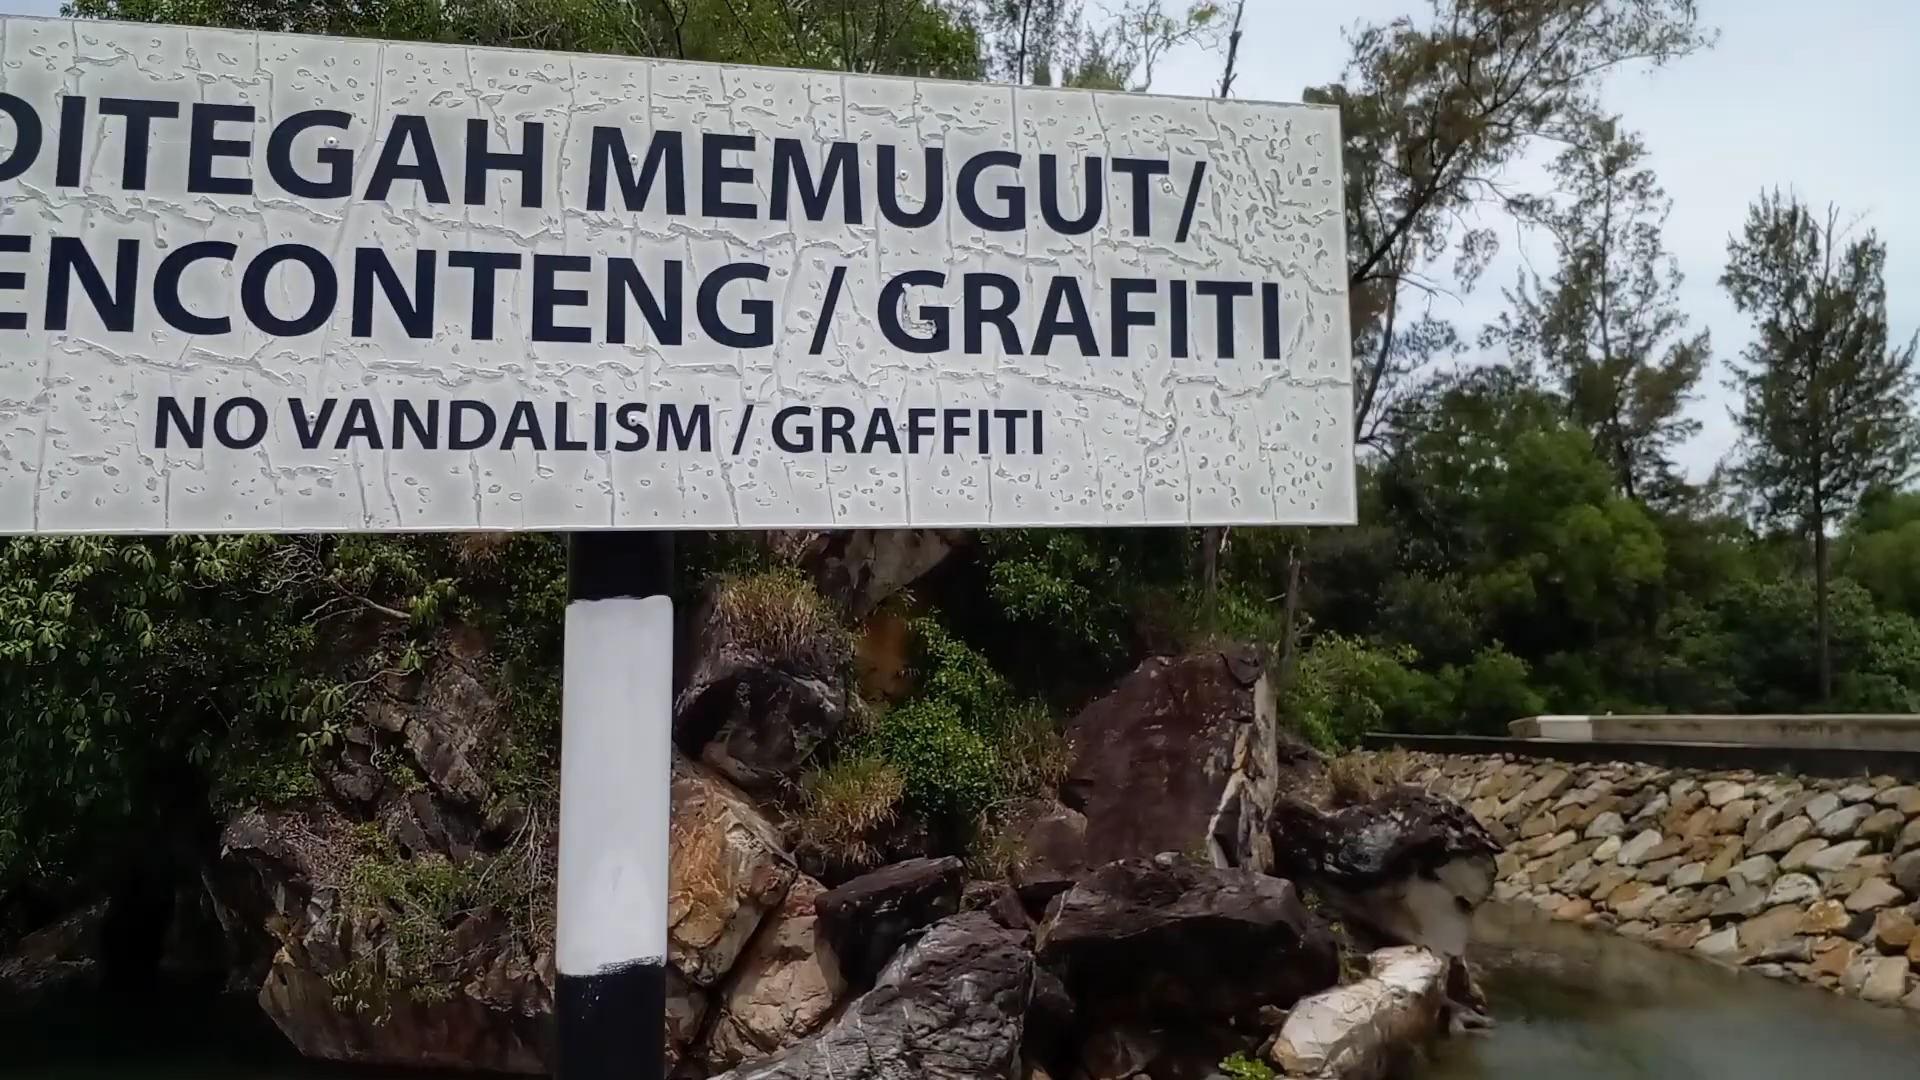 DITEGAH MEMUGUT/
ENCONTENG / GRAFITI
NO VANDALISM / GRAFFITI